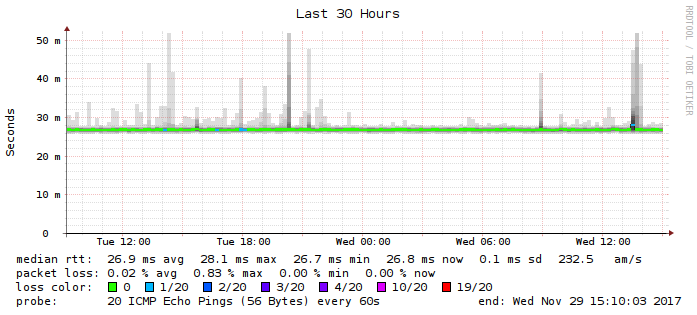 Last 30 Hours
RRDTOOL / TOBI OETIKER
Seconds
50 m
40 m
30 m
20 m
10 m
0
Tue 12:00 Tue 18:00 Wed 00:00 Wed 06:00 Wed 12:00
median rtt: 26.9 ms avg 28.1 ms max 26.7 ms min 26.8 ms now 0.1 ms sd 232.5 am/s
packet loss: 0.02 % avg 0.83 % max 0.00 % min 0.00 % now
loss color: 0 1/20 2/20 3/20 4/20 10/20 19/20
probe: 20 ICMP Echo Pings (56 Bytes) every 60s end: Wed Nov 29 15:10:03 2017